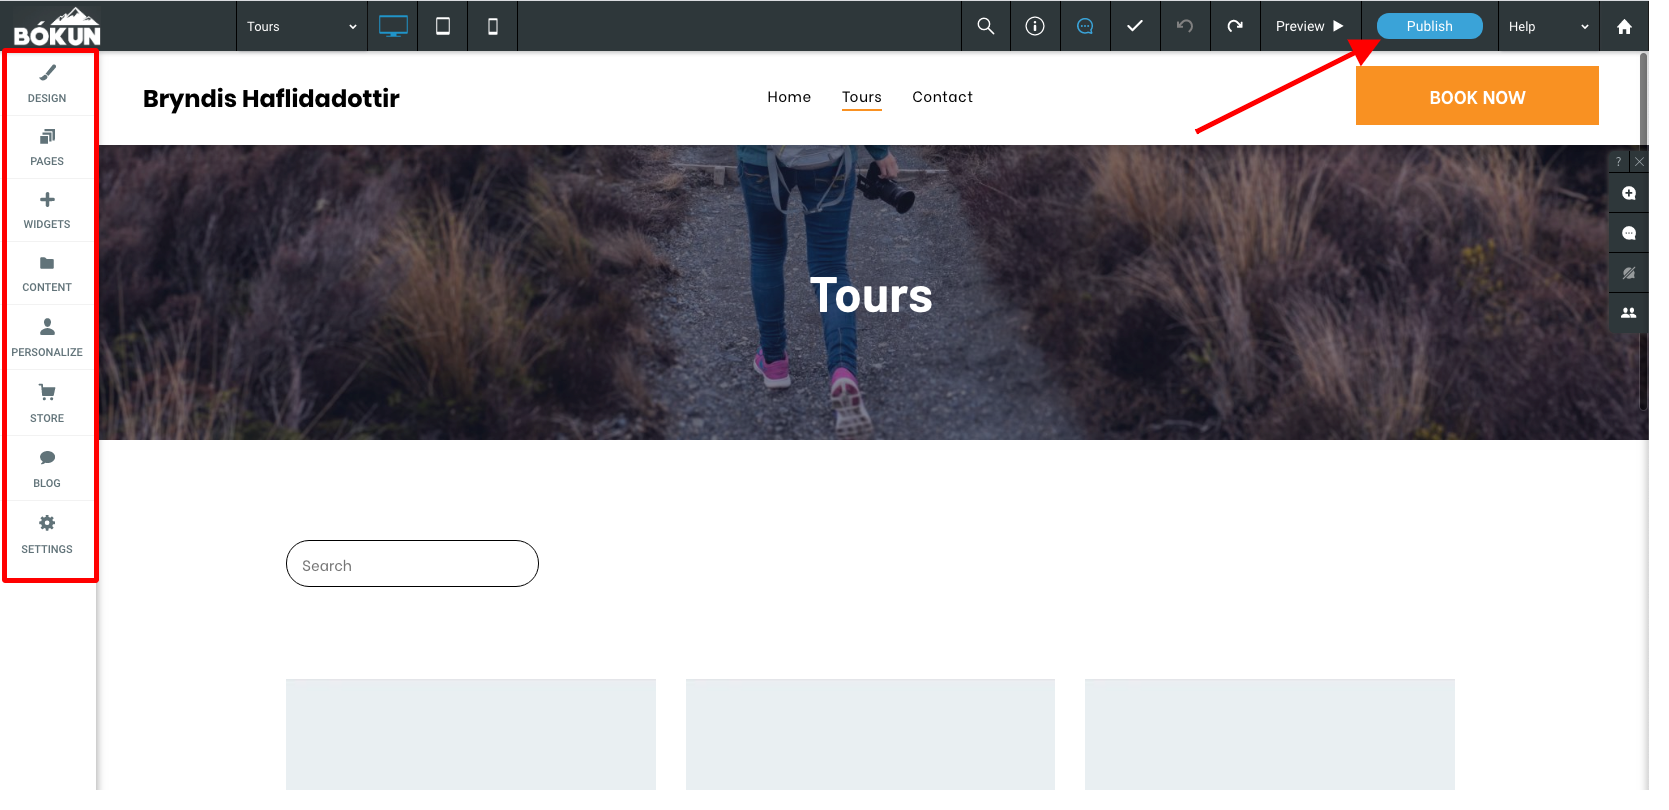 BÓKUN
Tours
Preview
Publish
Help
DESIGN
PAGES
WIDGETS
CONTENT
PERSONALIZE
STORE
BLOG
SETTINGS
Bryndis Haflidadottir
Home Tours Contact
BOOK NOW
?
Tours
Search